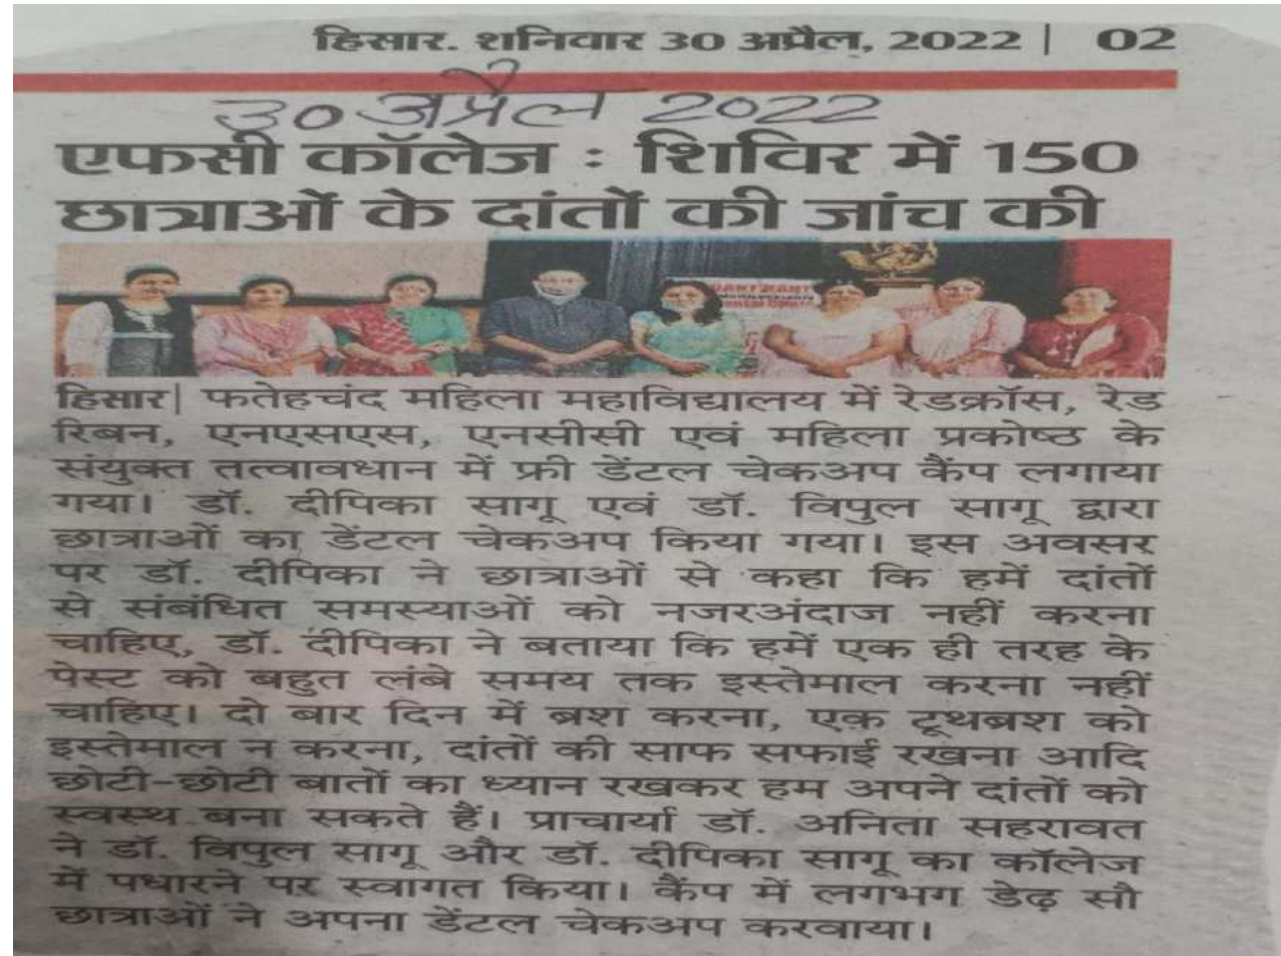 हिसार. शनिवार 30 अप्रैल, 2022 | 02
30 अप्रैल 2022
एफसी कॉलेज : शिविर में 150
छात्राओं के दांतों की जांच की
हिसार| फतेहचंद महिला महाविद्यालय में रेडक्रॉस, रेड
रिबन, एनएसएस, एनसीसी एवं महिला प्रकोष्ठ के
संयुक्त तत्वावधान में फ्री डेंटल चेकअप कैंप लगाया
गया। डॉ. दीपिका सागू एवं डॉ. विपुल सागू द्वारा
छात्राओं का डेंटल चेकअप किया गया। इस अवसर
पर डॉ. दीपिका ने छात्राओं से कहा कि हमें दांतों
से संबंधित समस्याओं को नजरअंदाज नहीं करना
चाहिए, डॉ. दीपिका ने बताया कि हमें एक ही तरह के
पेस्ट को बहुत लंबे समय तक इस्तेमाल करना नहीं
चाहिए। दो बार दिन में ब्रश करना, एक टूथब्रश को
इस्तेमाल न करना, दांतों की साफ सफाई रखना आदि
छोटी-छोटी बातों का ध्यान रखकर हम अपने दांतों को
स्वस्थ बना सकते हैं। प्राचार्या डॉ. अनिता सहरावत
ने डॉ. विपुल सागू और डॉ. दीपिका सागू का कॉलेज
में पधारने पर स्वागत किया। कैंप में लगभग डेढ़ सौ
छात्राओं ने अपना डेंटल चेकअप करवाया।